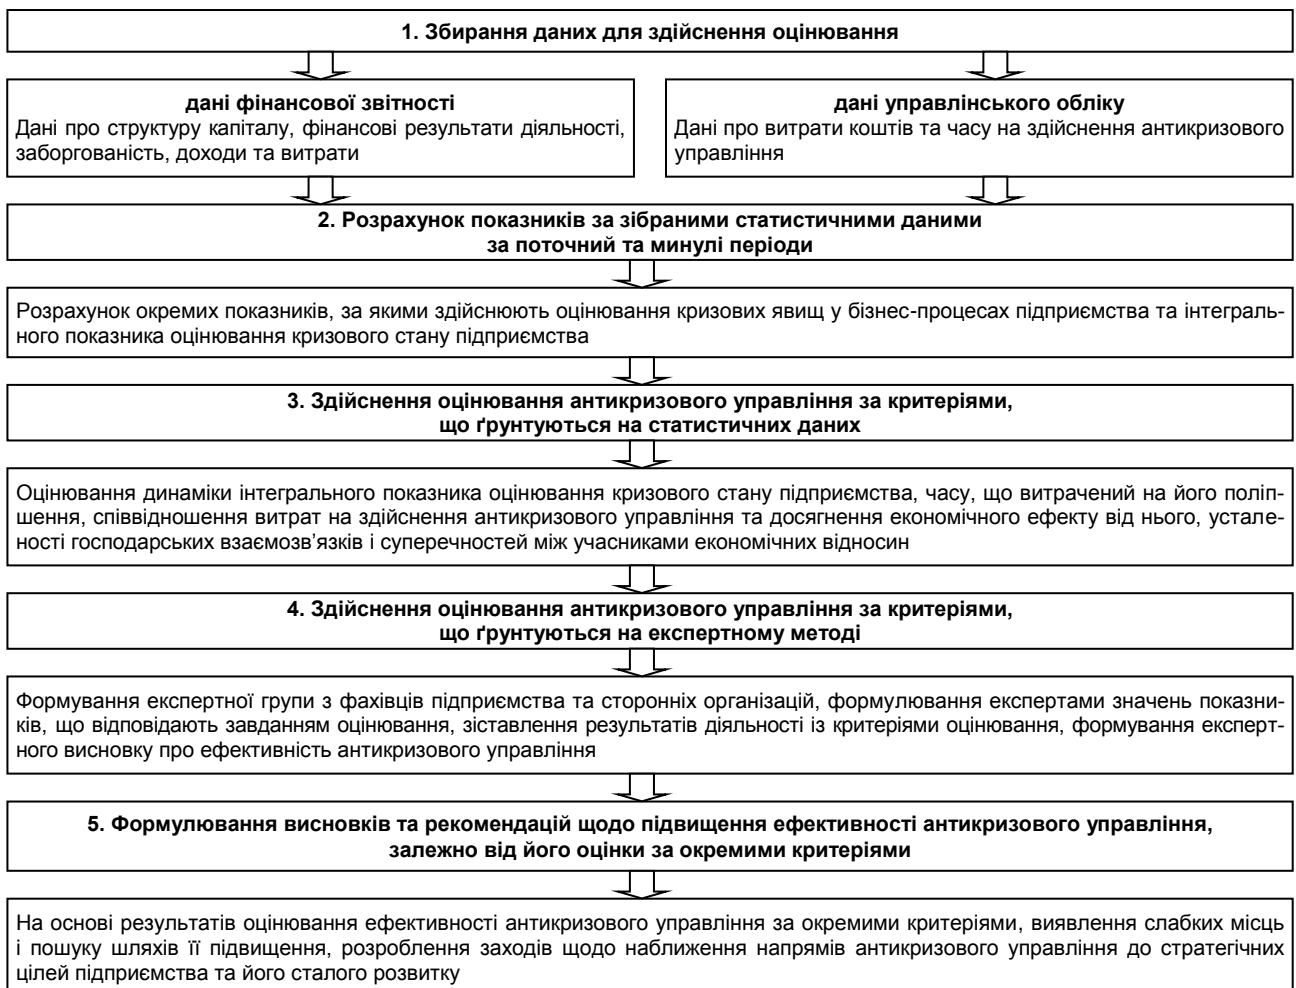 1. Збирання даних для здійснення оцінювання
дані фінансової звітності
Дані про структуру капіталу, фінансові результати діяльності,
заборгованість, доходи та витрати
дані управлінського обліку
Дані про витрати коштів та часу на здійснення антикризового
управління
2. Розрахунок показників за зібраними статистичними даними
за поточний та минулі періоди
Розрахунок окремих показників, за якими здійснюють оцінювання кризових явищ у бізнес-процесах підприємства та інтеграль-
ного показника оцінювання кризового стану підприємства
3. Здійснення оцінювання антикризового управління за критеріями,
що ґрунтуються на статистичних даних
Оцінювання динаміки інтегрального показника оцінювання кризового стану підприємства, часу, що витрачений на його поліп-
шення, співвідношення витрат на здійснення антикризового управління та досягнення економічного ефекту від нього, устале-
ності господарських взаємозв’язків і суперечностей між учасниками економічних відносин
4. Здійснення оцінювання антикризового управління за критеріями,
що ґрунтуються на експертному методі
Формування експертної групи з фахівців підприємства та сторонніх організацій, формулювання експертами значень показни-
ків, що відповідають завданням оцінювання, зіставлення результатів діяльності із критеріями оцінювання, формування експерт-
ного висновку про ефективність антикризового управління
5. Формулювання висновків та рекомендацій щодо підвищення ефективності антикризового управління,
залежно від його оцінки за окремими критеріями
На основі результатів оцінювання ефективності антикризового управління за окремими критеріями, виявлення слабких місць
і пошуку шляхів її підвищення, розроблення заходів щодо наближення напрямів антикризового управління до стратегічних
цілей підприємства та його сталого розвитку